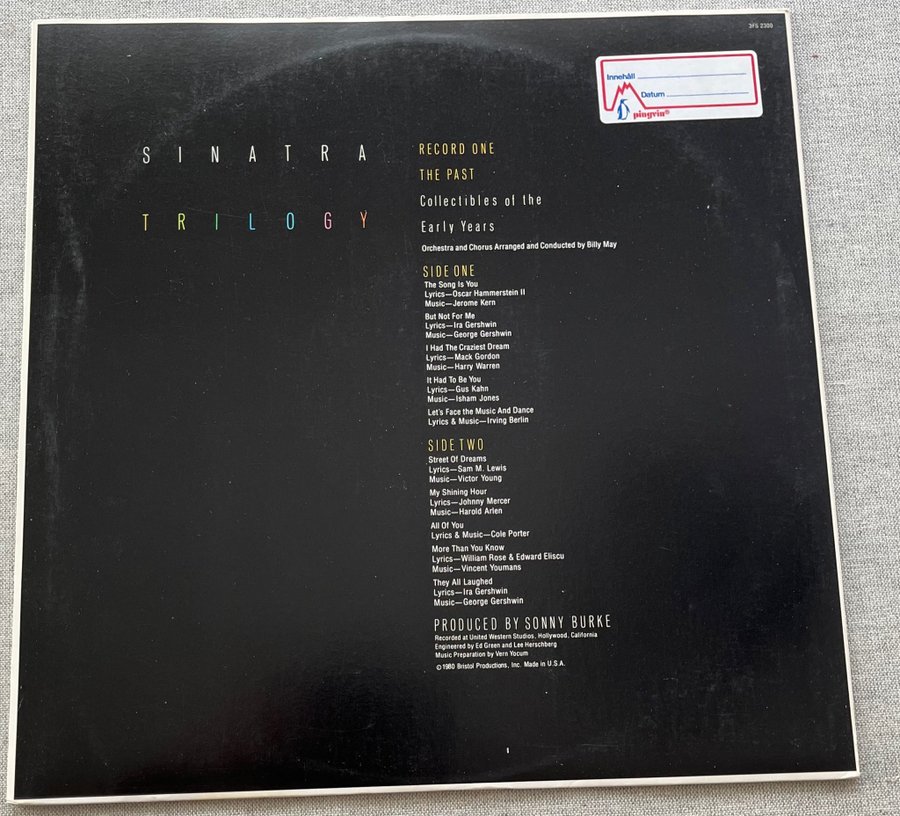 3FS 2300
Innehåll
Datum
pingvin®
SINATRA
TRILOGY
RECORD ONE
THE PAST
Collectibles of the
Early Years
Orchestra and Chorus Arranged and Conducted by Billy May
SIDE ONE
The Song Is You
Lyrics—Oscar Hammerstein II
Music—Jerome Kern
But Not For Me
Lyrics—Ira Gershwin
Music—George Gershwin
I Had The Craziest Dream
Lyrics—Mack Gordon
Music—Harry Warren
It Had To Be You
Lyrics—Gus Kahn
Music—Isham Jones
Let's Face the Music And Dance
Lyrics & Music—Irving Berlin
SIDE TWO
Street Of Dreams
Lyrics—Sam M. Lewis
Music—Victor Young
My Shining Hour
Lyrics—Johnny Mercer
Music—Harold Arlen
All Of You
Lyrics & Music—Cole Porter
More Than You Know
Lyrics—William Rose & Edward Eliscu
Music—Vincent Youmans
They All Laughed
Lyrics—Ira Gershwin
Music—George Gershwin
PRODUCED BY SONNY BURKE
Recorded at United Western Studios, Hollywood, California
Engineered by Ed Green and Lee Herschberg
Music Preparation by Vern Yocum
©1980 Bristol Productions, Inc. Made in U.S.A.